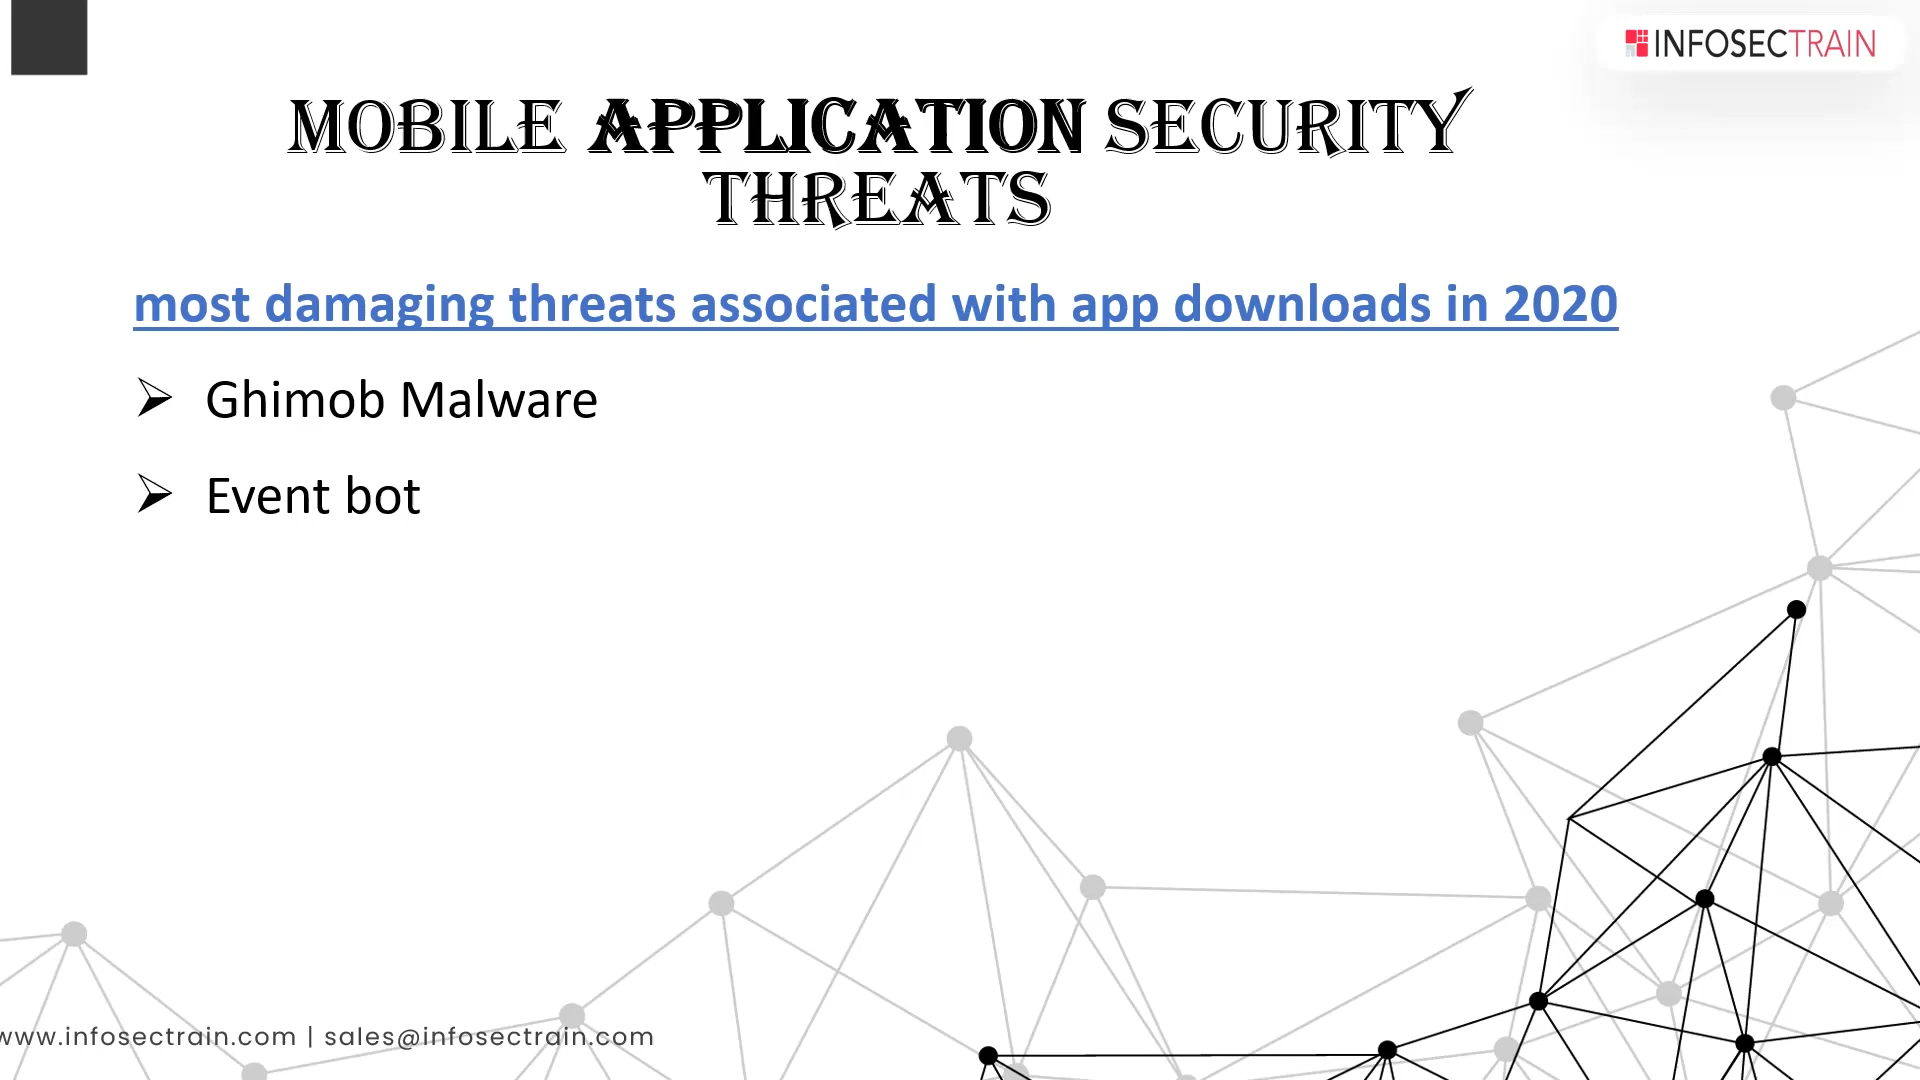 INFOSECTRAIN
MOBILE APPLICATION SECURITY
THREATS
most damaging threats associated with app downloads in 2020
Ghimob Malware
Event bot
www.infosectrain.com | sales@infosectrain.com